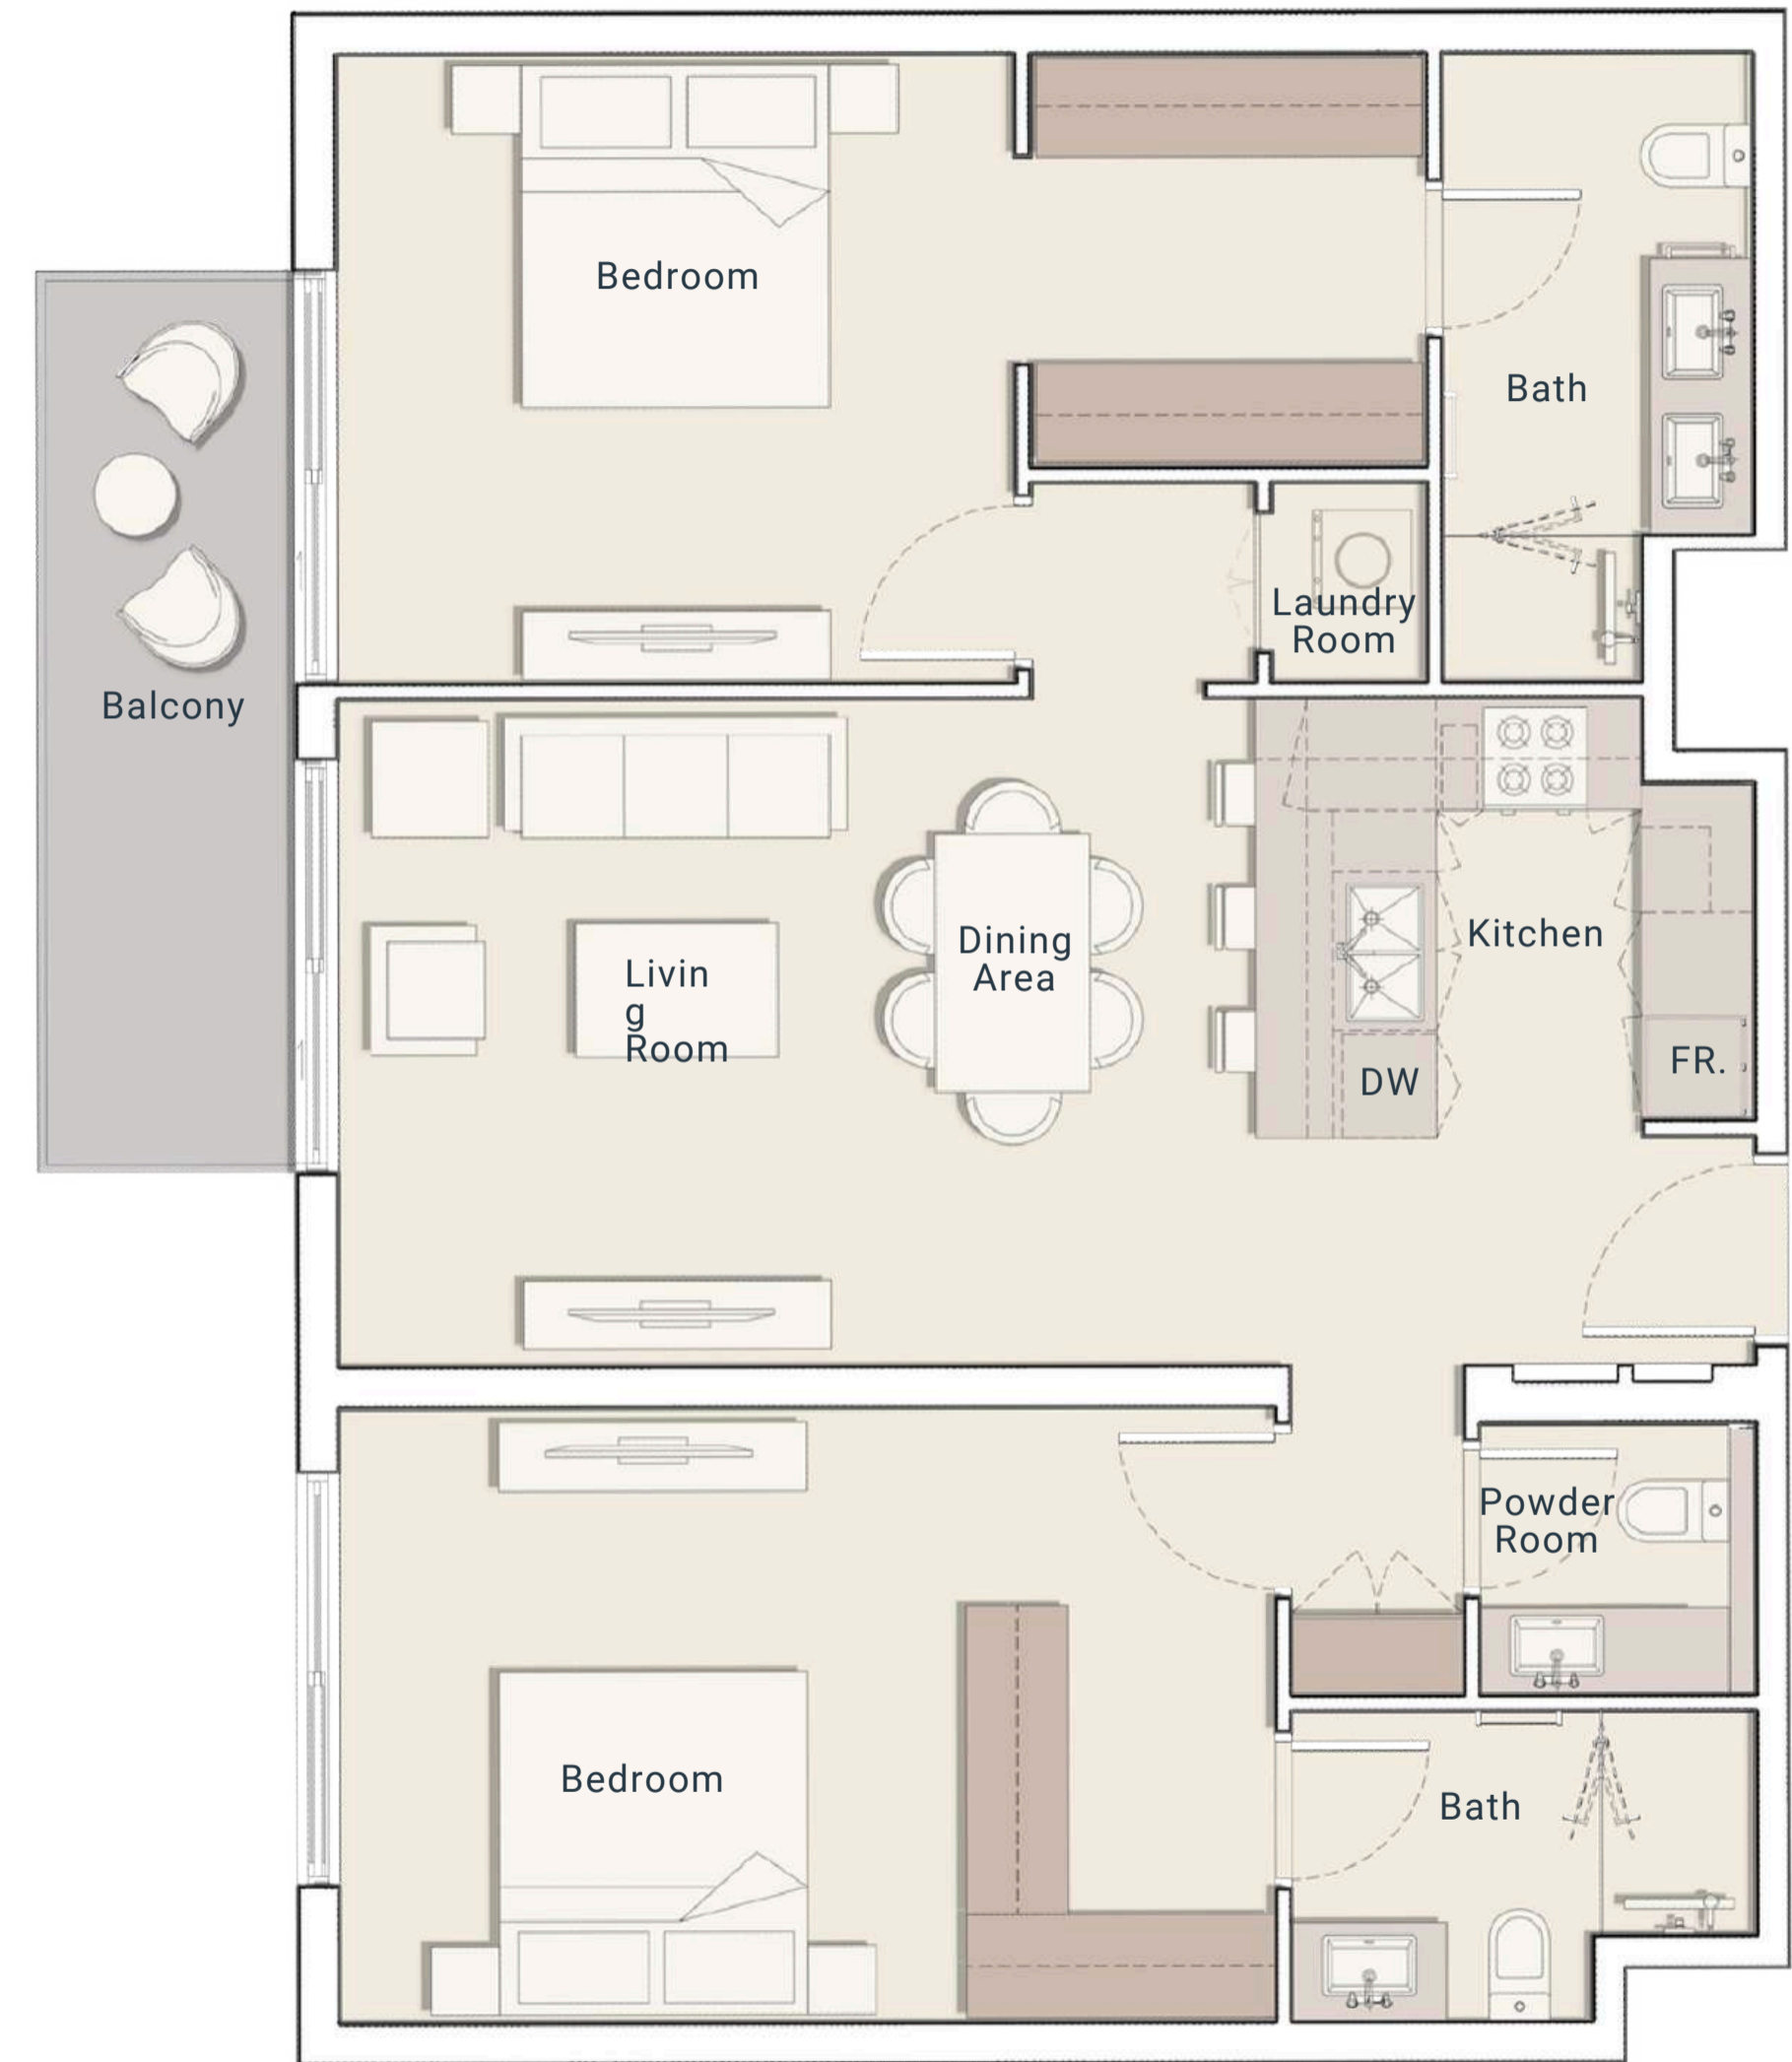 Bedroom
Bath
Laundry
Room
Balcony
Livin
g
Room
Dining
Area
Kitchen
DW
FR.
Powder
Room
Bedroom
Bath